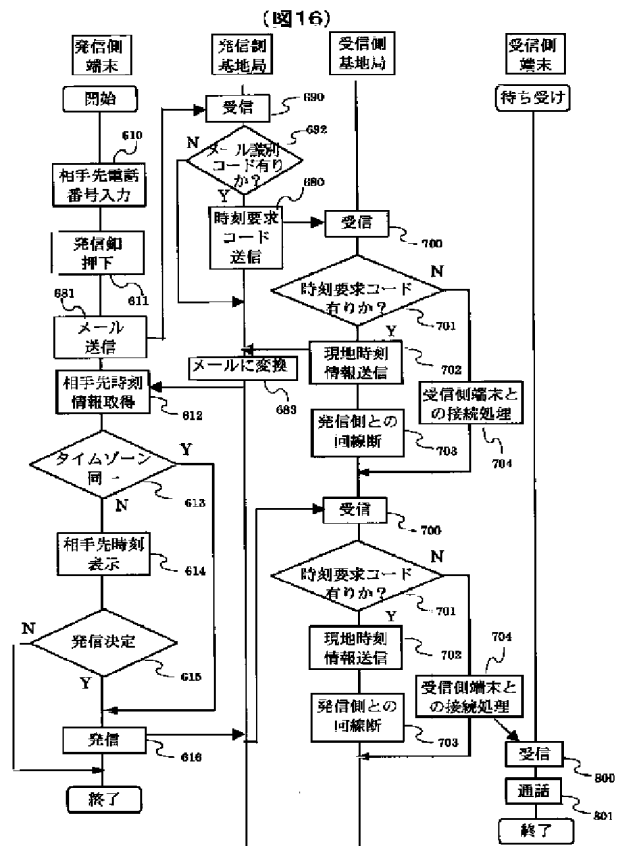 (図16)
発信側
端末
発信側
基地局
受信側
基地局
受信側
端末
開始
610
相手先電話
番号入力
発信釦
押下
611
681
メール
送信
相手先時刻
情報取得
612
タイムゾーン
同一
Y
613
N
相手先時刻
表示
614
N
発信決定
615
Y
発信
616
終了
受信
690
N
692
メール識別
コード有り
か?
Y
680
時刻要求
コード
送信
メールに変換
683
受信
700
N
時刻要求コード
有りか?
701
Y
702
現地時刻
情報送信
発信側との
回線断
703
受信側端末と
の接続処理
704
受信
700
N
時刻要求コード
有りか?
701
Y
現地時刻
情報送信
702
発信側との
回線断
703
704
受信側端末と
の接続処理
待ち受け
受信
800
通話
801
終了